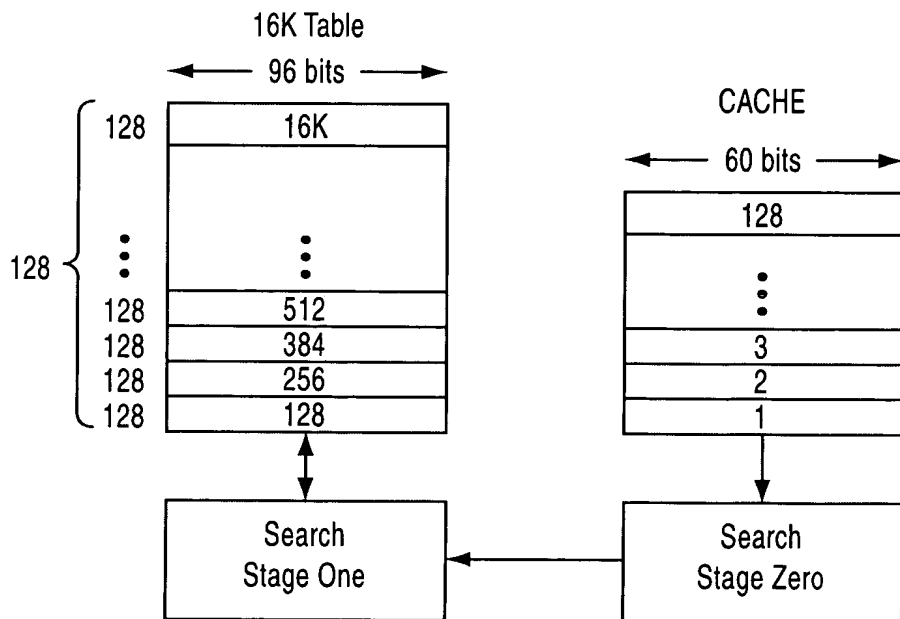 16K Table
96 bits
128
16K
128
128
512
128
384
128
256
128
128
CACHE
60 bits
128
3
2
1
Search
Stage One
Search
Stage Zero